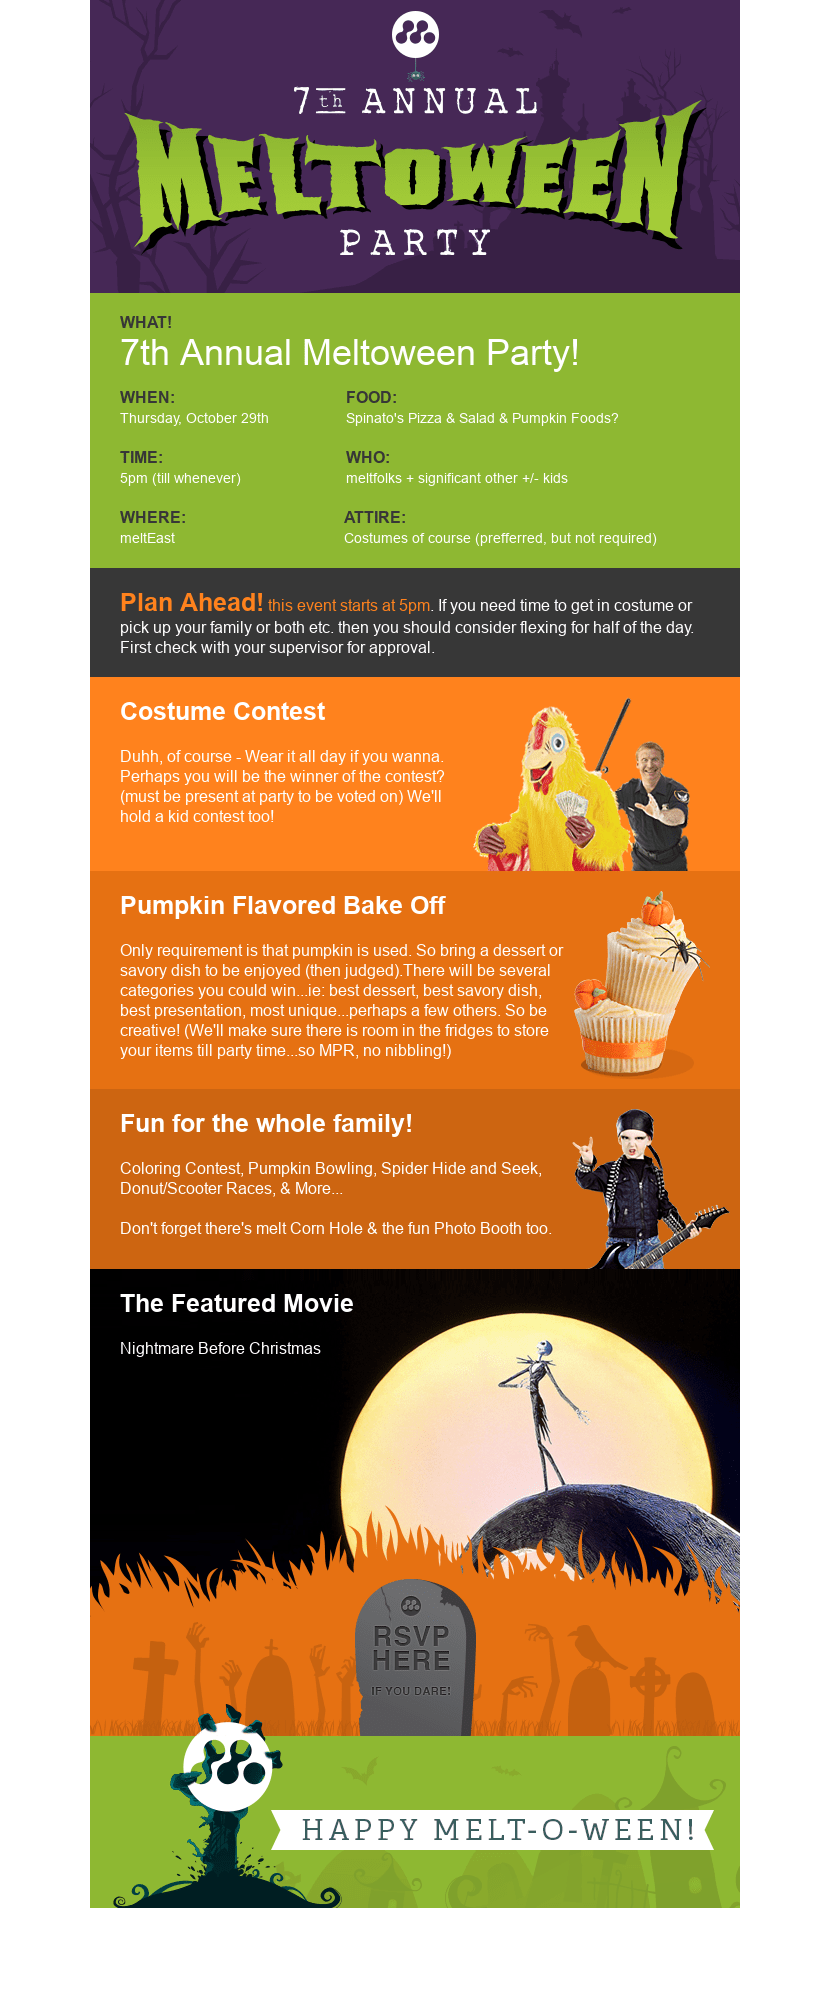 7th ANNUAL
MELTOWEEN
PARTY
WHAT!
7th Annual Meltoween Party!
WHEN:
Thursday, October 29th
FOOD:
Spinato's Pizza & Salad & Pumpkin Foods?
TIME:
5pm (till whenever)
WHO:
meltfolks + significant other +/- kids
WHERE:
meltEast
ATTIRE:
Costumes of course (prefferred, but not required)
Plan Ahead! this event starts at 5pm. If you need time to get in costume or
pick up your family or both etc. then you should consider flexing for half of the day.
First check with your supervisor for approval.
Costume Contest
Duhh, of course - Wear it all day if you wanna.
Perhaps you will be the winner of the contest?
(must be present at party to be voted on) We'll
hold a kid contest too!
Pumpkin Flavored Bake Off
Only requirement is that pumpkin is used. So bring a dessert or
savory dish to be enjoyed (then judged).There will be several
categories you could win...ie: best dessert, best savory dish,
best presentation, most unique...perhaps a few others. So be
creative! (We'll make sure there is room in the fridges to store
your items till party time...so MPR, no nibbling!)
Fun for the whole family!
Coloring Contest, Pumpkin Bowling, Spider Hide and Seek,
Donut/Scooter Races, & More...
Don't forget there's melt Corn Hole & the fun Photo Booth too.
The Featured Movie
Nightmare Before Christmas
RSVP
HERE
IF YOU DARE!
HAPPY MELT-O-WEEN!